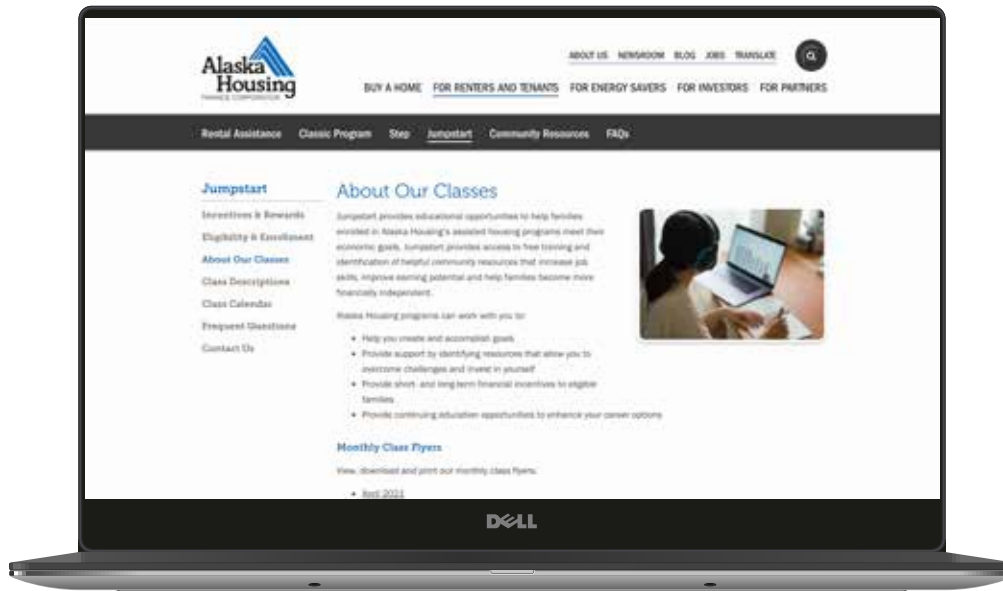 Alaska
Housing
FINANCE CORPORATION
ABOUT US NEWSROOM BLOG JOBS TRANSLATE
BUY A HOME FOR RENTERS AND TENANTS FOR ENERGY SAVERS FOR INVESTORS FOR PARTNERS
Rental Assistance Classic Program Step Jumpstart Community Resources FAQs
Jumpstart
Incentives & Rewards
Eligibility & Enrollment
About Our Classes
Class Descriptions
Class Calendar
Frequent Questions
Contact Us
About Our Classes
Jumpstart provides educational opportunities to help families
enrolled in Alaska Housing's assisted housing programs meet their
economic goals. Jumpstart provides access to free training and
identification of helpful community resources that increase job
skills, improve earning potential and help families become more
financially independent.
Alaska Housing programs can work with you to:
• Help you create and accomplish goals
• Provide support by identifying resources that allow you to
overcome challenges and invest in yourself
• Provide short- and long-term financial incentives to eligible
families
• Provide continuing education opportunities to enhance your career options
Monthly Class Flyers
View, download and print our monthly class flyers.
• April 2021
DELL